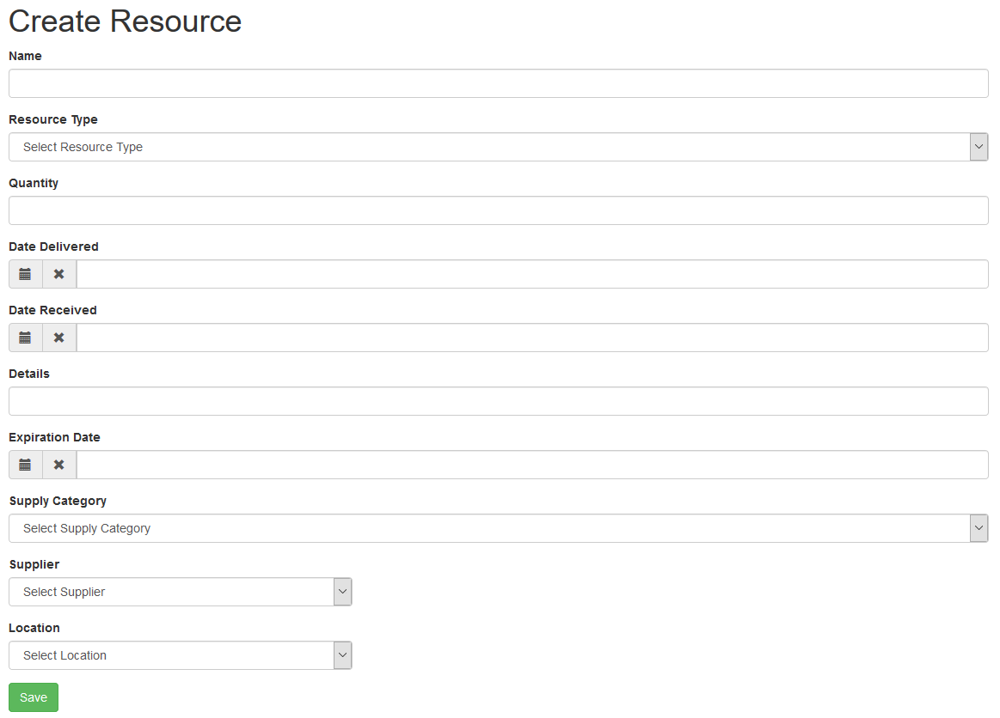 Create Resource
Name
Resource Type
Select Resource Type
Quantity
Date Delivered
Date Received
Details
Expiration Date
Supply Category
Select Supply Category
Supplier
Select Supplier
Location
Select Location
Save